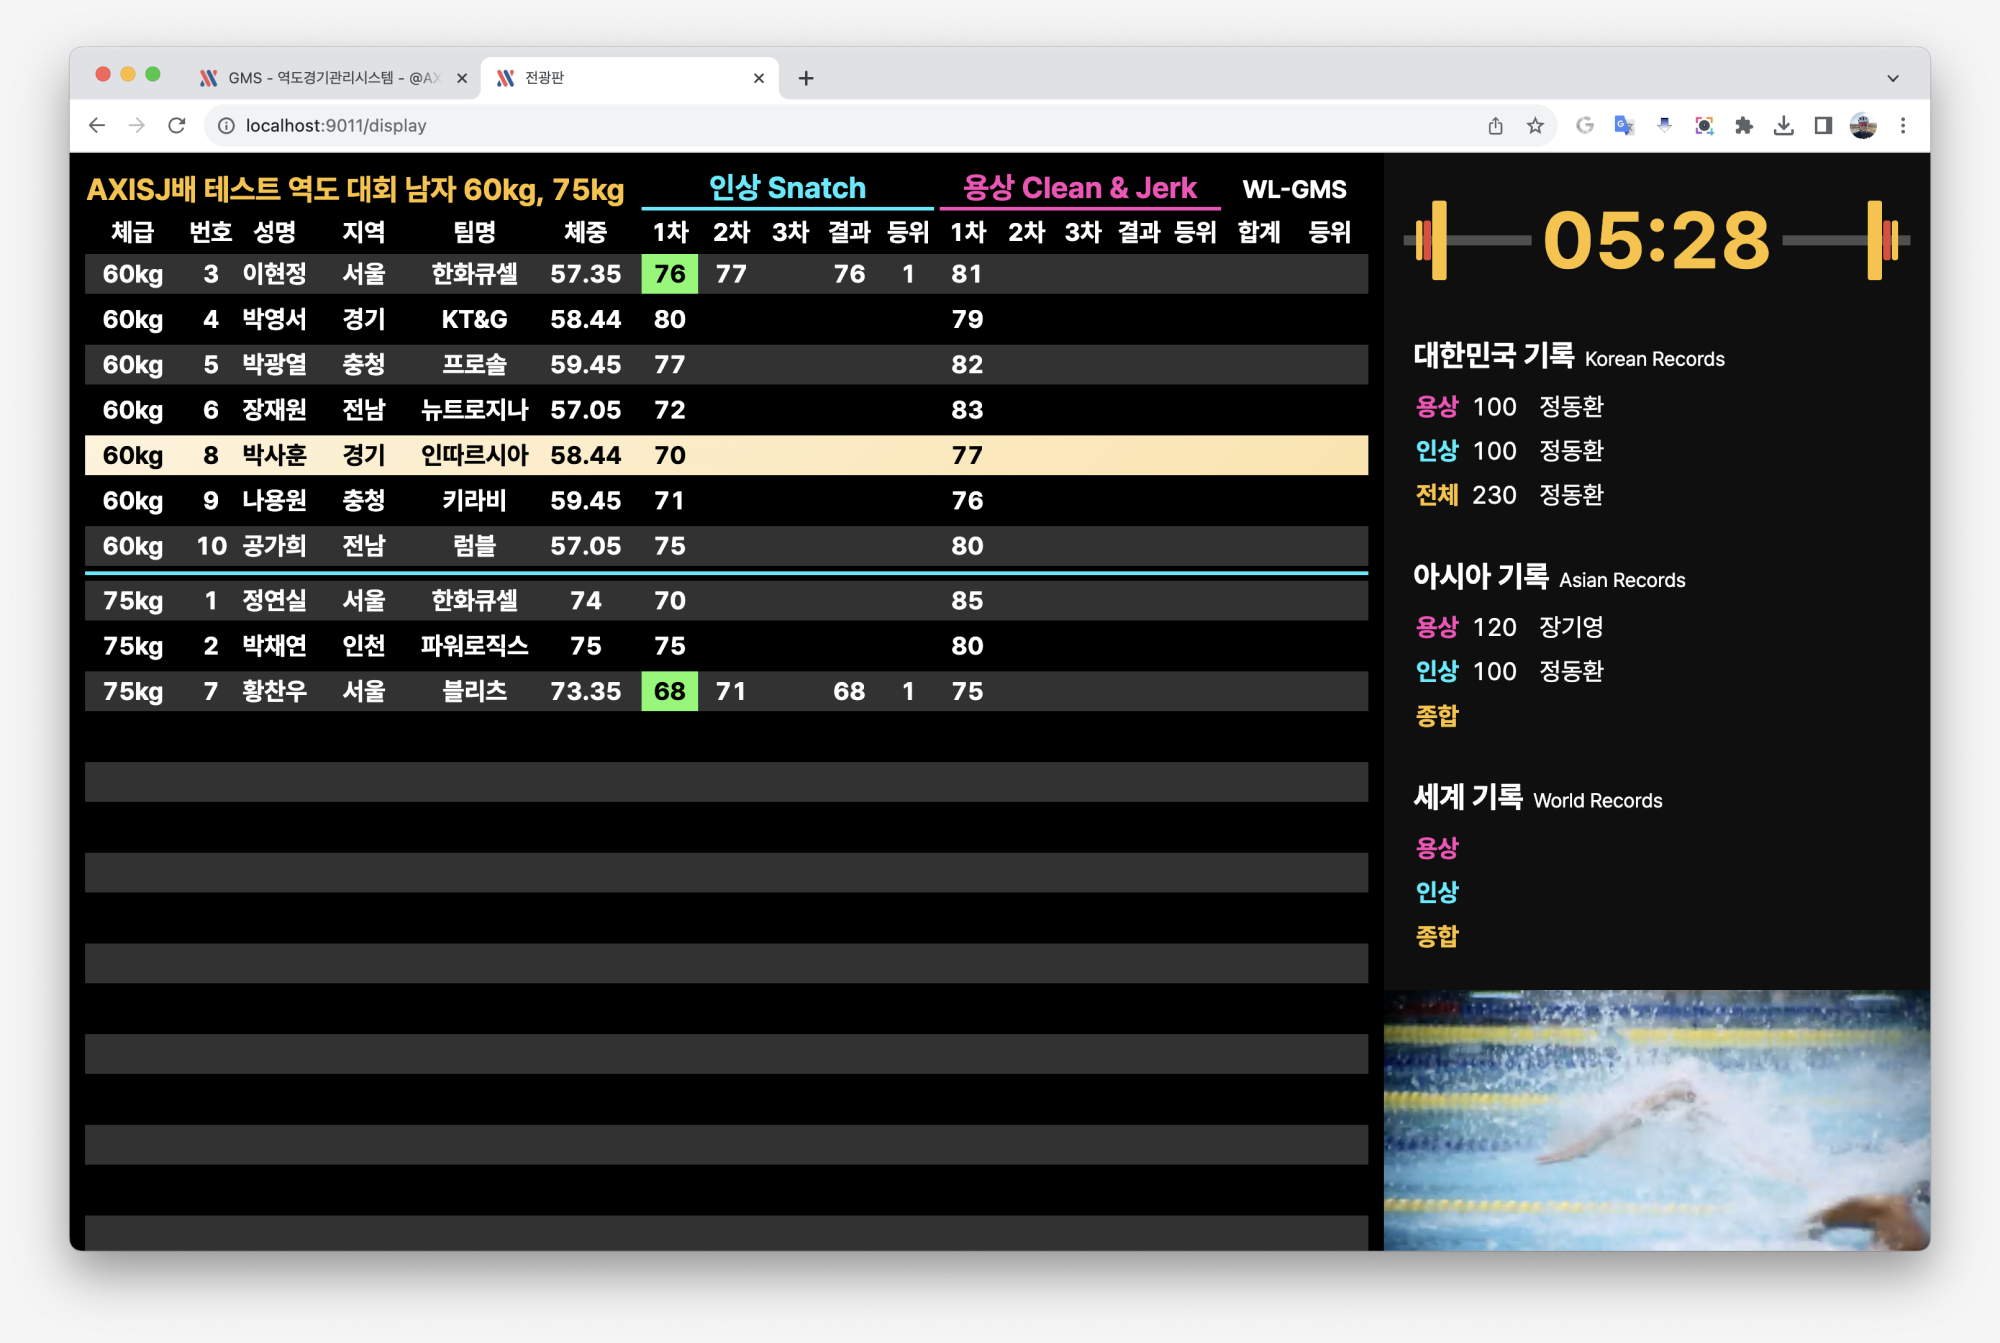 GMS - 역도경기관리시스템 - @AX
전광판
localhost:9011/display
AXISJ배 테스트 역도 대회 남자 60kg, 75kg 인상 Snatch 용상 Clean & Jerk WL-GMS
체급 번호 성명 지역 팀명 체중 1차 2차 3차 결과 등위 1차 2차 3차 결과 등위 합계 등위
60kg 3 이현정 서울 한화큐셀 57.35 76 77 76 1 81
60kg 4 박영서 경기 KT&G 58.44 80 79
60kg 5 박광열 충청 프로솔 59.45 77 82
60kg 6 장재원 전남 뉴트로지나 57.05 72 83
60kg 8 박사훈 경기 인따르시아 58.44 70 77
60kg 9 나용원 충청 키라비 59.45 71 76
60kg 10 공가희 전남 럼블 57.05 75 80
75kg 1 정연실 서울 한화큐셀 74 70 85
75kg 2 박채연 인천 파워로직스 75 75 80
75kg 7 황찬우 서울 블리츠 73.35 68 71 68 1 75
05:28
대한민국 기록 Korean Records
용상 100 정동환
인상 100 정동환
전체 230 정동환
아시아 기록 Asian Records
용상 120 장기영
인상 100 정동환
종합
세계 기록 World Records
용상
인상
종합